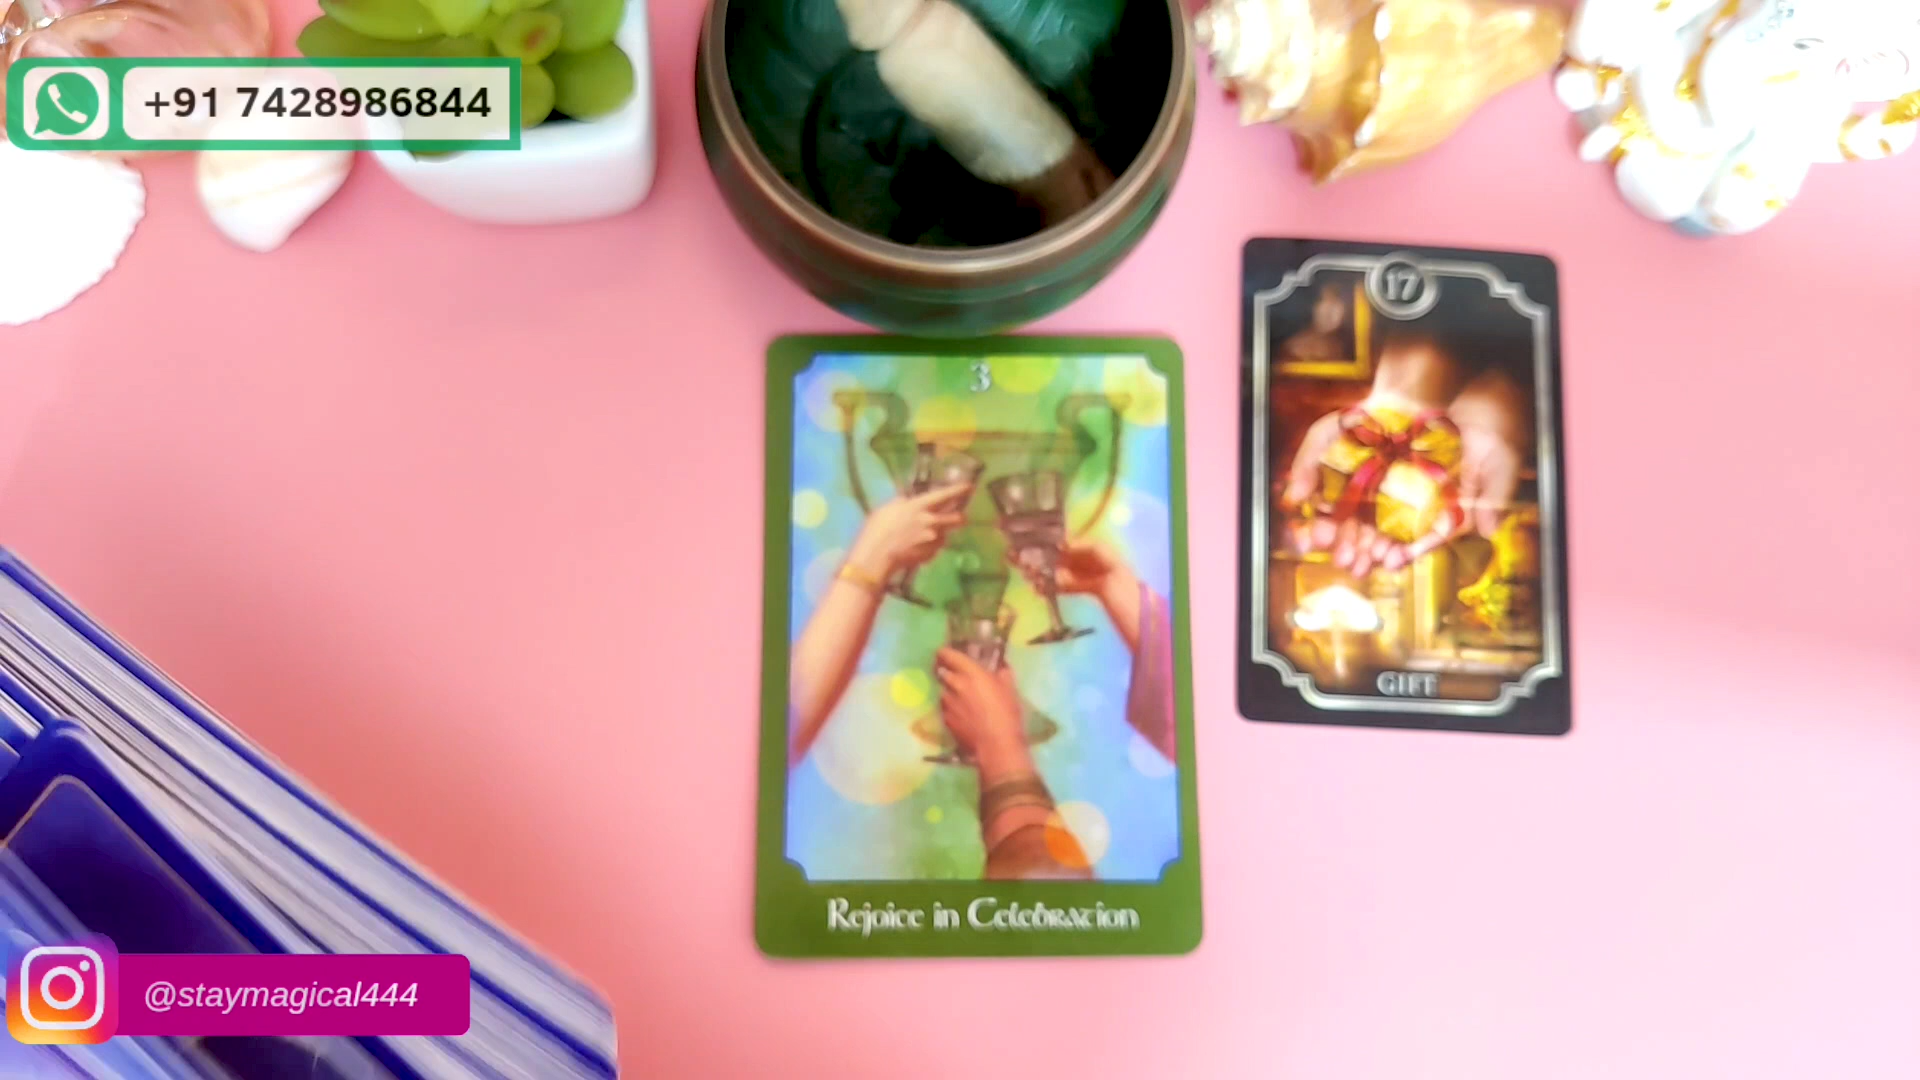 +91 7428986844
17
3
GIFT
Rejoice in Celebration
@staymagical444